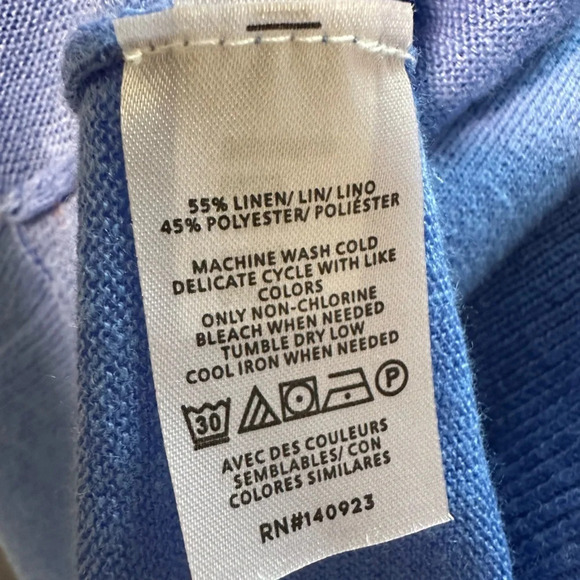 55% LINEN/ LIN/ LINO
45% POLYESTER/ POLIÉSTER
MACHINE WASH COLD
DELICATE CYCLE WITH LIKE
COLORS
ONLY NON-CHLORINE
BLEACH WHEN NEEDED
TUMBLE DRY LOW
COOL IRON WHEN NEEDED
30 P
AVEC DES COULEURS
SEMBLABLES/ CON
COLORES SIMILARES
RN#140923